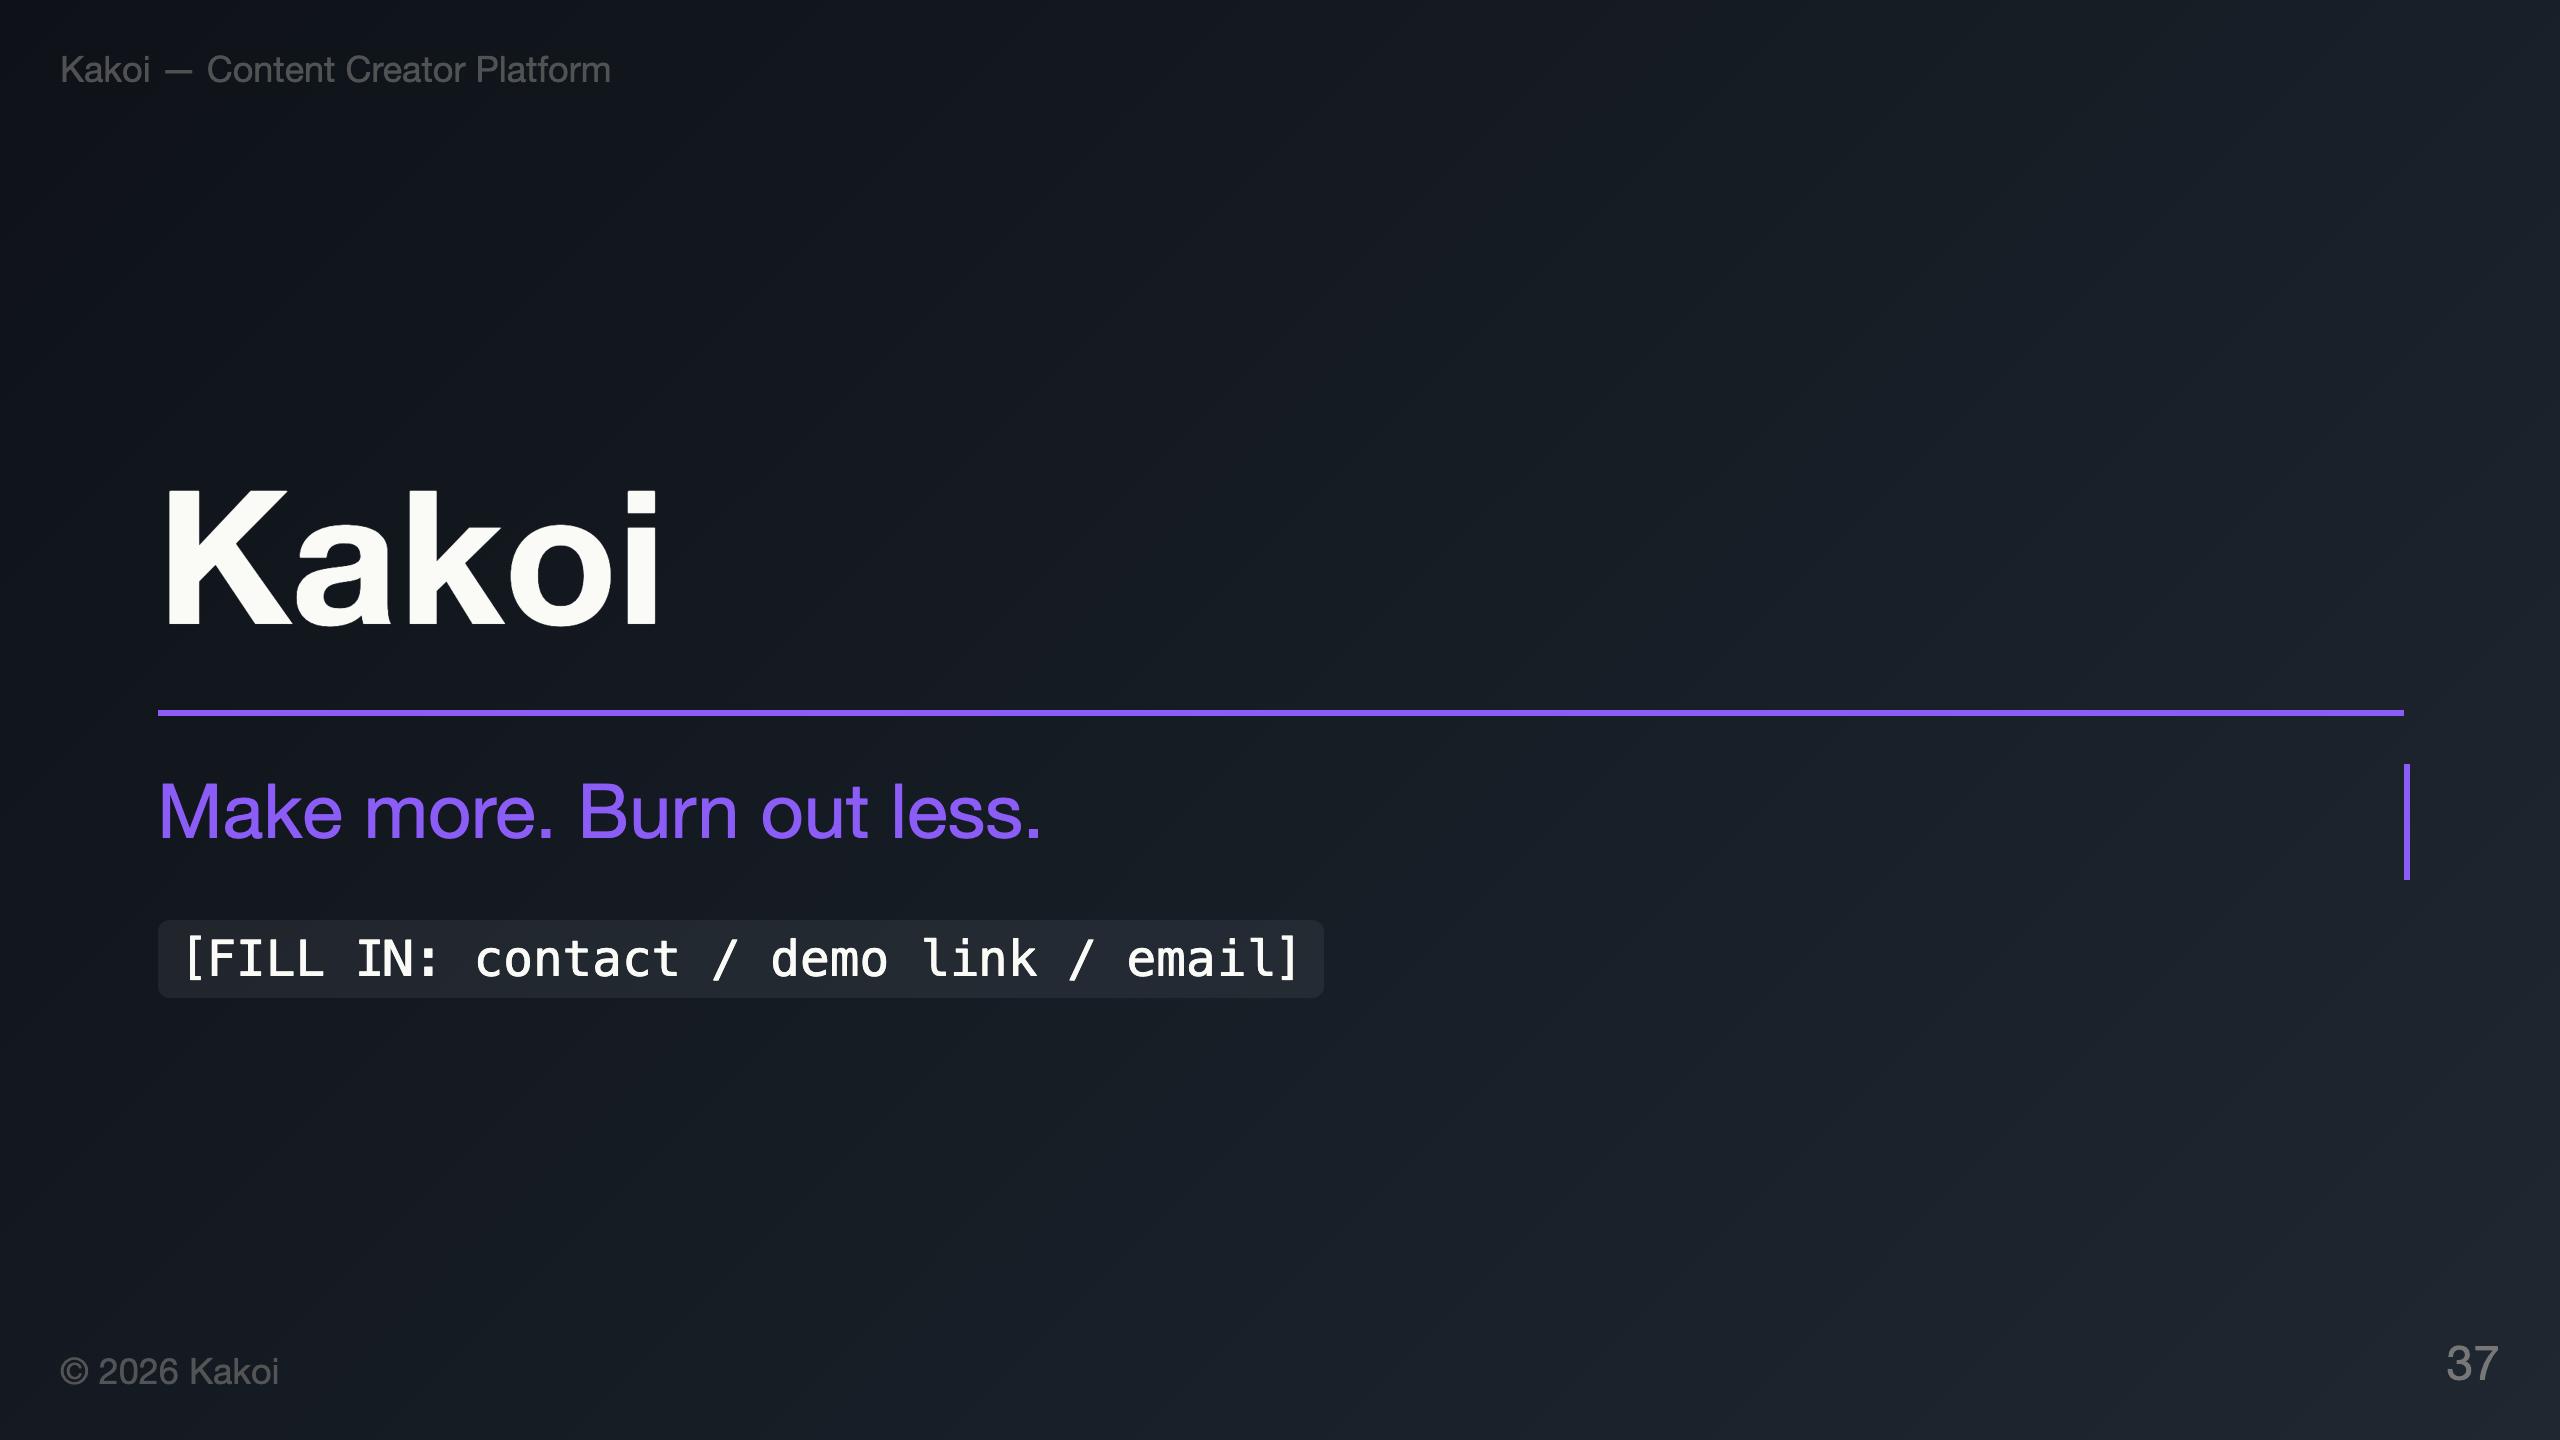 Kakoi — Content Creator Platform
Kakoi
Make more. Burn out less.
[FILL IN: contact / demo link / email]
© 2026 Kakoi
37